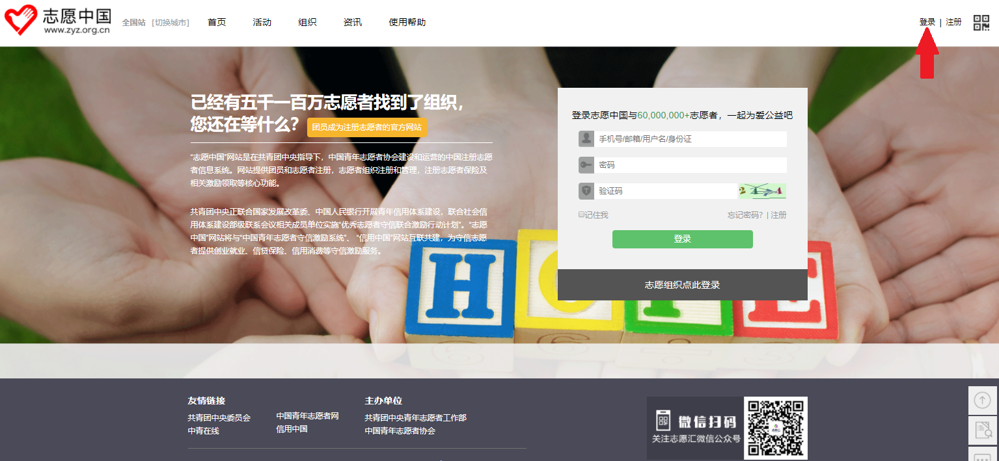 志愿中国
www.zyz.org.cn
全国站 [切换城市] 首页 活动 组织 资讯 使用帮助 登录 | 注册
已经有五千一百万志愿者找到了组织，
您还在等什么？ 团员成为注册志愿者的官方网站
“志愿中国”网站是在共青团中央指导下，中国青年志愿者协会建设和运营的中国注册志愿
者信息系统。网站提供团员和志愿者注册，志愿者组织注册和管理，注册志愿者保险及
相关激励领取等核心功能。
共青团中央正联合国家发展改革委、中国人民银行开展青年信用体系建设，联合社会信
用体系建设部级联系会议相关成员单位实施“优秀志愿者守信联合激励行动计划”。“志愿
中国”网站将与“中国青年志愿者守信激励系统”、 “信用中国”网站互联共建，为守信志愿
者提供创业就业、信贷保险、信用消费等守信激励服务。
登录志愿中国与60,000,000+志愿者，一起为爱公益吧
手机号/邮箱/用户名/身份证
密码
验证码
记住我 忘记密码? | 注册
登录
志愿组织点此登录
HOPE
友情链接
共青团中央委员会 中国青年志愿者网
中青在线 信用中国
主办单位
共青团中央青年志愿者工作部
中国青年志愿者协会
微信扫码
关注志愿汇微信公众号